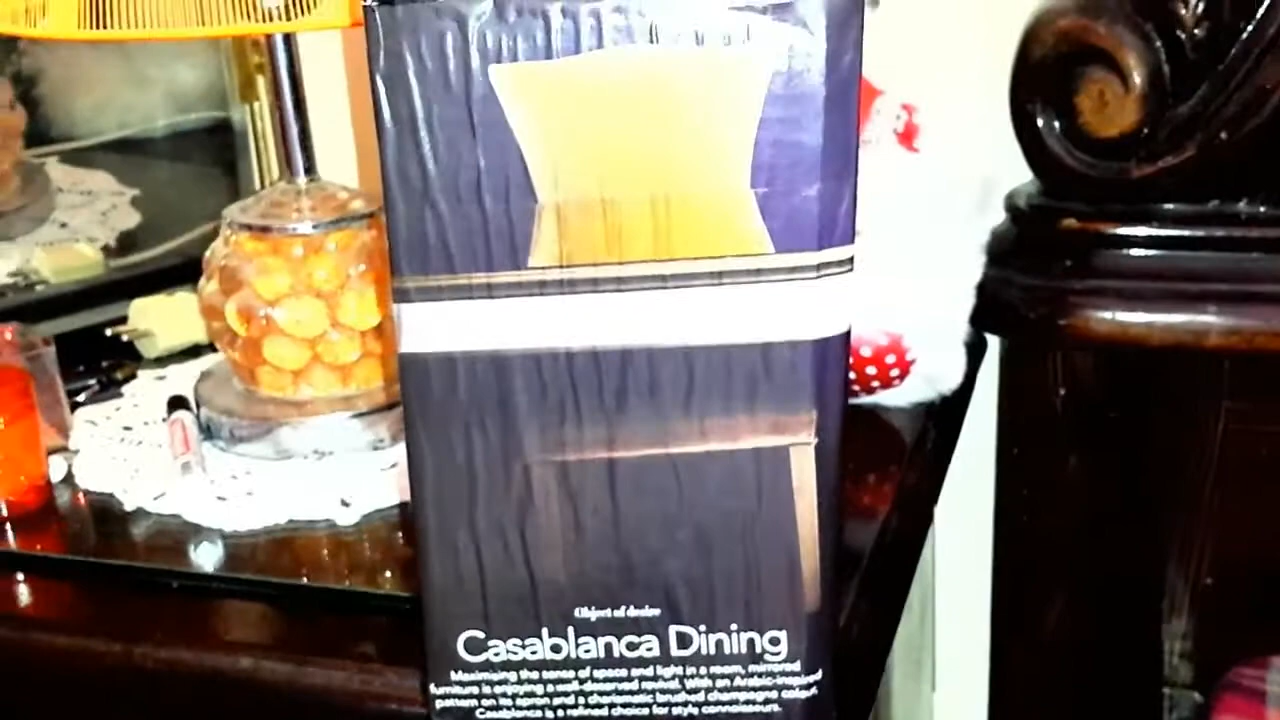 Object of desire
Casablanca Dining
Maximising the sense of space and light in a room, mirrored
furniture is enjoying a well-deserved revival. With an Arabic-inspired
pattern on its apron and a charismatic brushed champagne colour,
Casablanca is a refined choice for style connoisseurs.